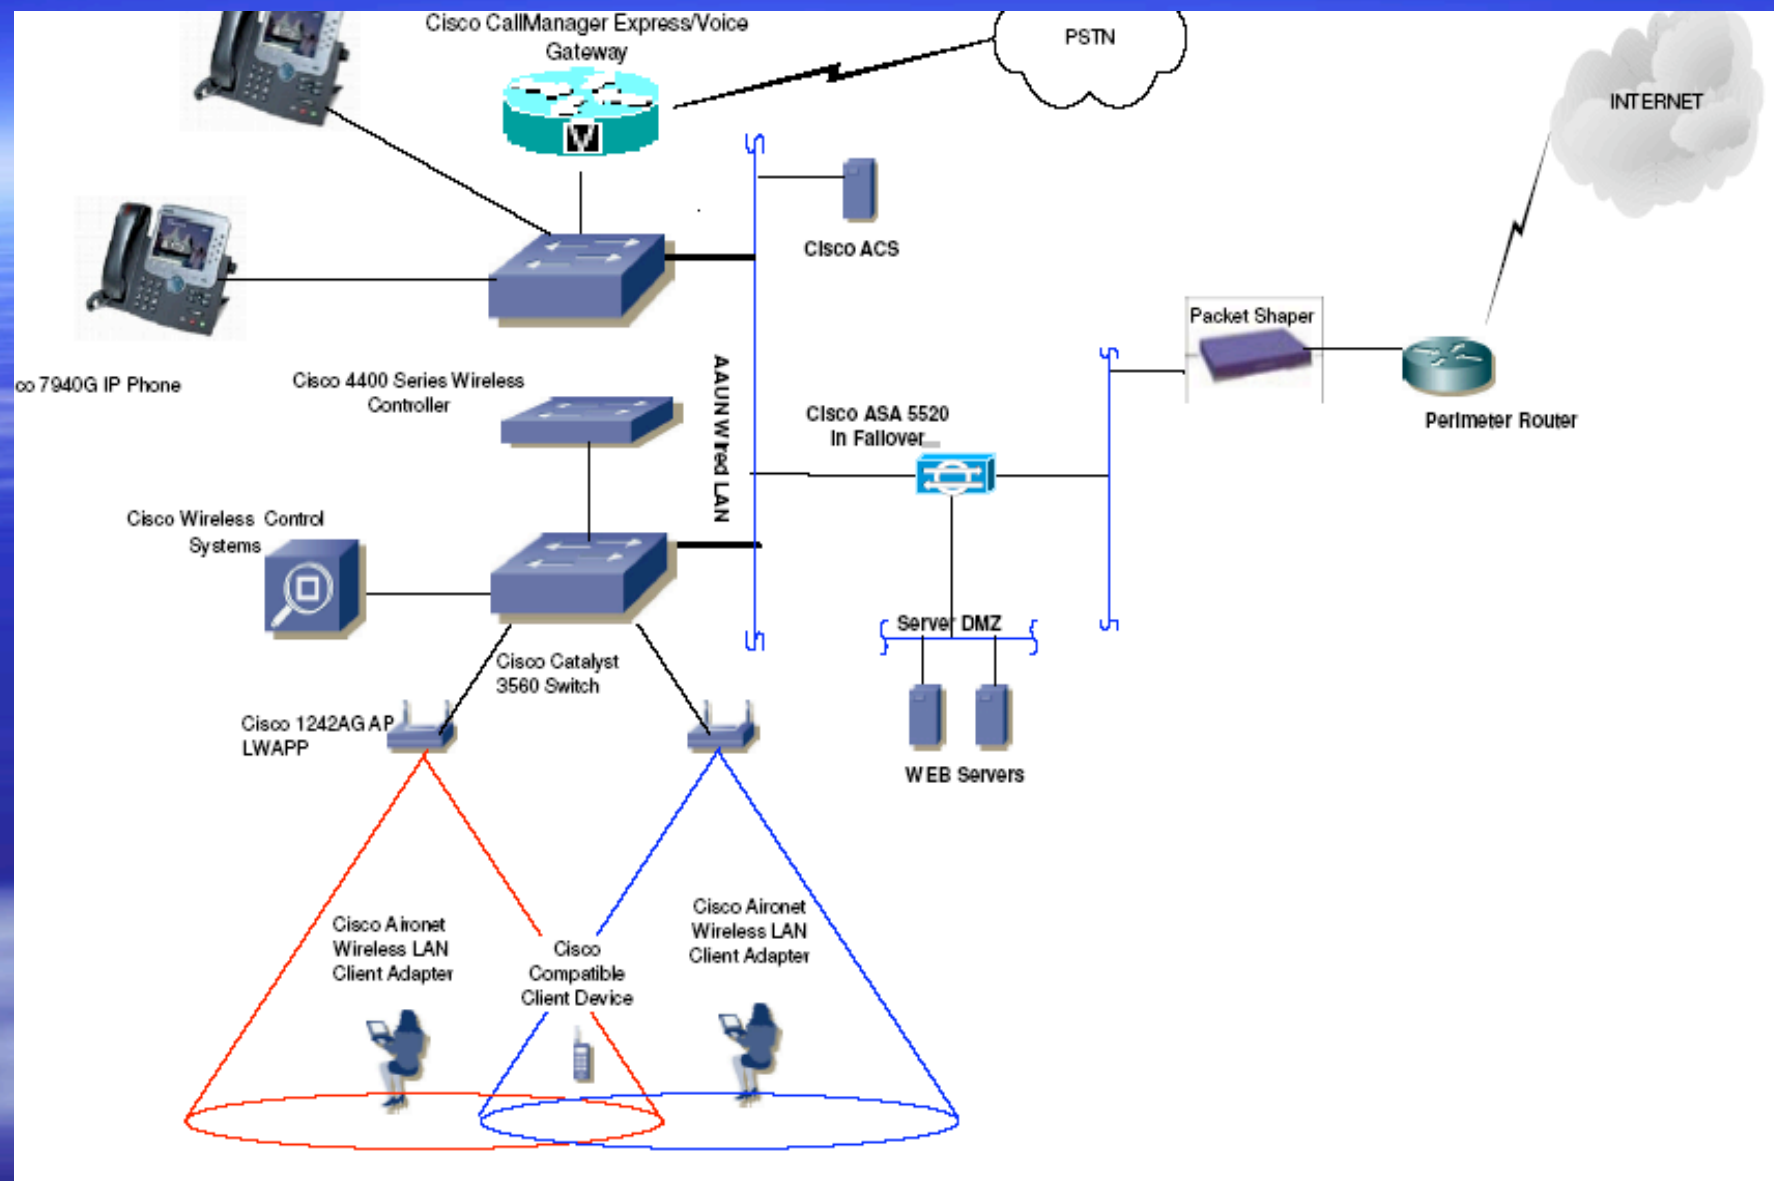 Cisco CallManager Express/Voice
Gateway
PSTN
INTERNET
V
Cisco ACS
Packet Shaper
co 7940G IP Phone
Cisco 4400 Series Wireless
Controller
AAUNWired LAN
Cisco ASA 5520
In Failover
Perimeter Router
Cisco Wireless Control
Systems
Server DMZ
Cisco Catalyst
3560 Switch
Cisco 1242AG AP
LWAPP
WEB Servers
Cisco Aironet
Wireless LAN
Client Adapter
Cisco
Compatible
Client Device
Cisco Aironet
Wireless LAN
Client Adapter